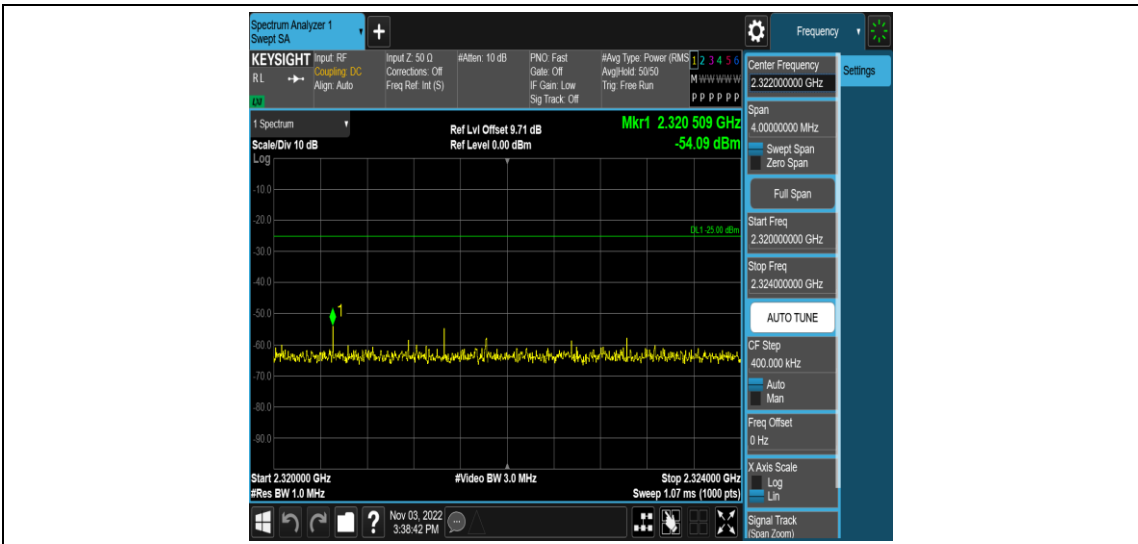 Spectrum Analyzer 1
Swept SA
+
Frequency
KEYSIGHT
RL
LXI
Input: RF
Coupling: DC
Align: Auto
Input Z: 50 Ω
Corrections: Off
Freq Ref: Int (S)
#Atten: 10 dB
PNO: Fast
Gate: Off
IF Gain: Low
Sig Track: Off
#Avg Type: Power (RMS
Avg|Hold: 50/50
Trig: Free Run
1 2 3 4 5 6
M W W W W W
P P P P P P
1 Spectrum
Scale/Div 10 dB
Log
Ref Lvl Offset 9.71 dB
Ref Level 0.00 dBm
Mkr1 2.320 509 GHz
-54.09 dBm
-10.0
-20.0
DL1 -25.00 dBm
-30.0
-40.0
-50.0
1
-60.0
-70.0
-80.0
-90.0
Start 2.320000 GHz
#Res BW 1.0 MHz
#Video BW 3.0 MHz
Stop 2.324000 GHz
Sweep 1.07 ms (1000 pts)
?
Nov 03, 2022
3:38:42 PM
Center Frequency
2.322000000 GHz
Settings
Span
4.00000000 MHz
Swept Span
Zero Span
Full Span
Start Freq
2.320000000 GHz
Stop Freq
2.324000000 GHz
AUTO TUNE
CF Step
400.000 kHz
Auto
Man
Freq Offset
0 Hz
X Axis Scale
Log
Lin
Signal Track
(Span Zoom)